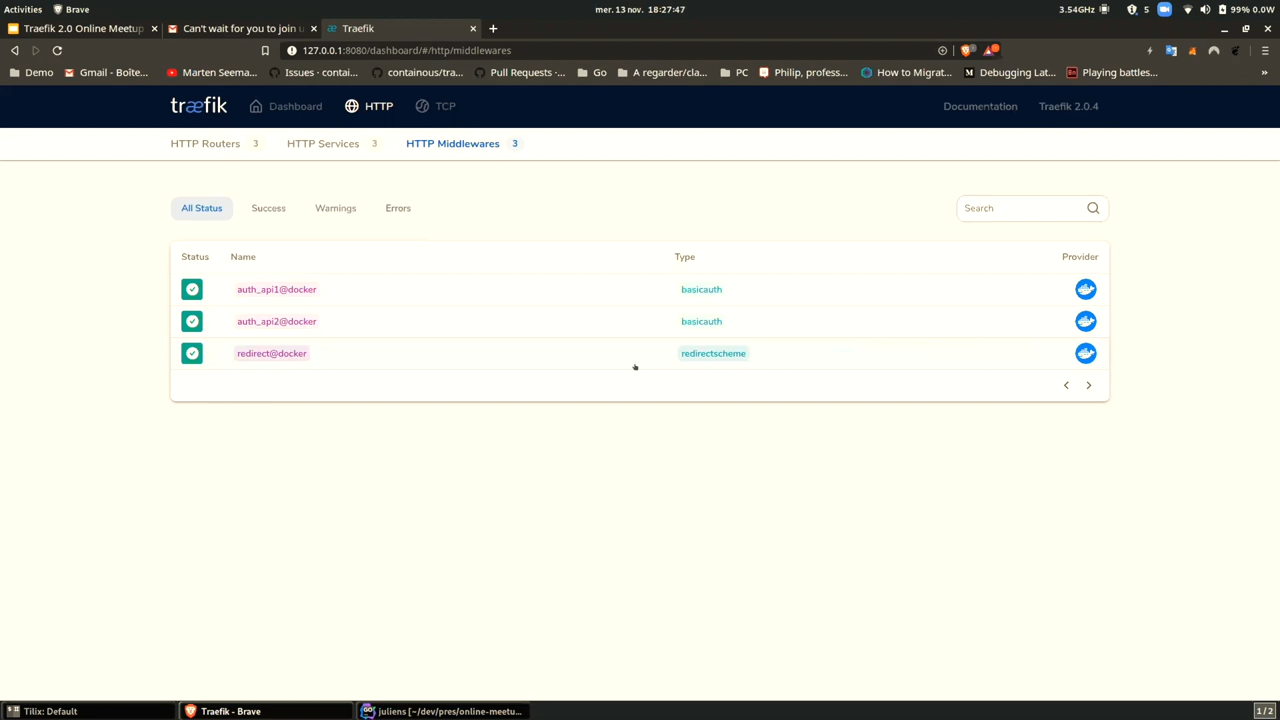 Activities Brave mer. 13 nov. 18:27:47 3.54GHz 5 99% 0.0W
Traefik 2.0 Online Meetup Can't wait for you to join u Traefik
127.0.0.1:8080/dashboard/#/http/middlewares
Demo Gmail - Boîte... Marten Seema... Issues · contai... containous/tra... Pull Requests ·... Go A regarder/cla... PC Philip, profess... How to Migrat... Debugging Lat... Playing battles... »
træfik Dashboard HTTP TCP Documentation Traefik 2.0.4
HTTP Routers 3 HTTP Services 3 HTTP Middlewares 3
All Status Success Warnings Errors Search
Status Name Type Provider
auth_api1@docker basicauth
auth_api2@docker basicauth
redirect@docker redirectscheme
Tilix: Default Traefik - Brave juliens [~/dev/pres/online-meetu... 1/2